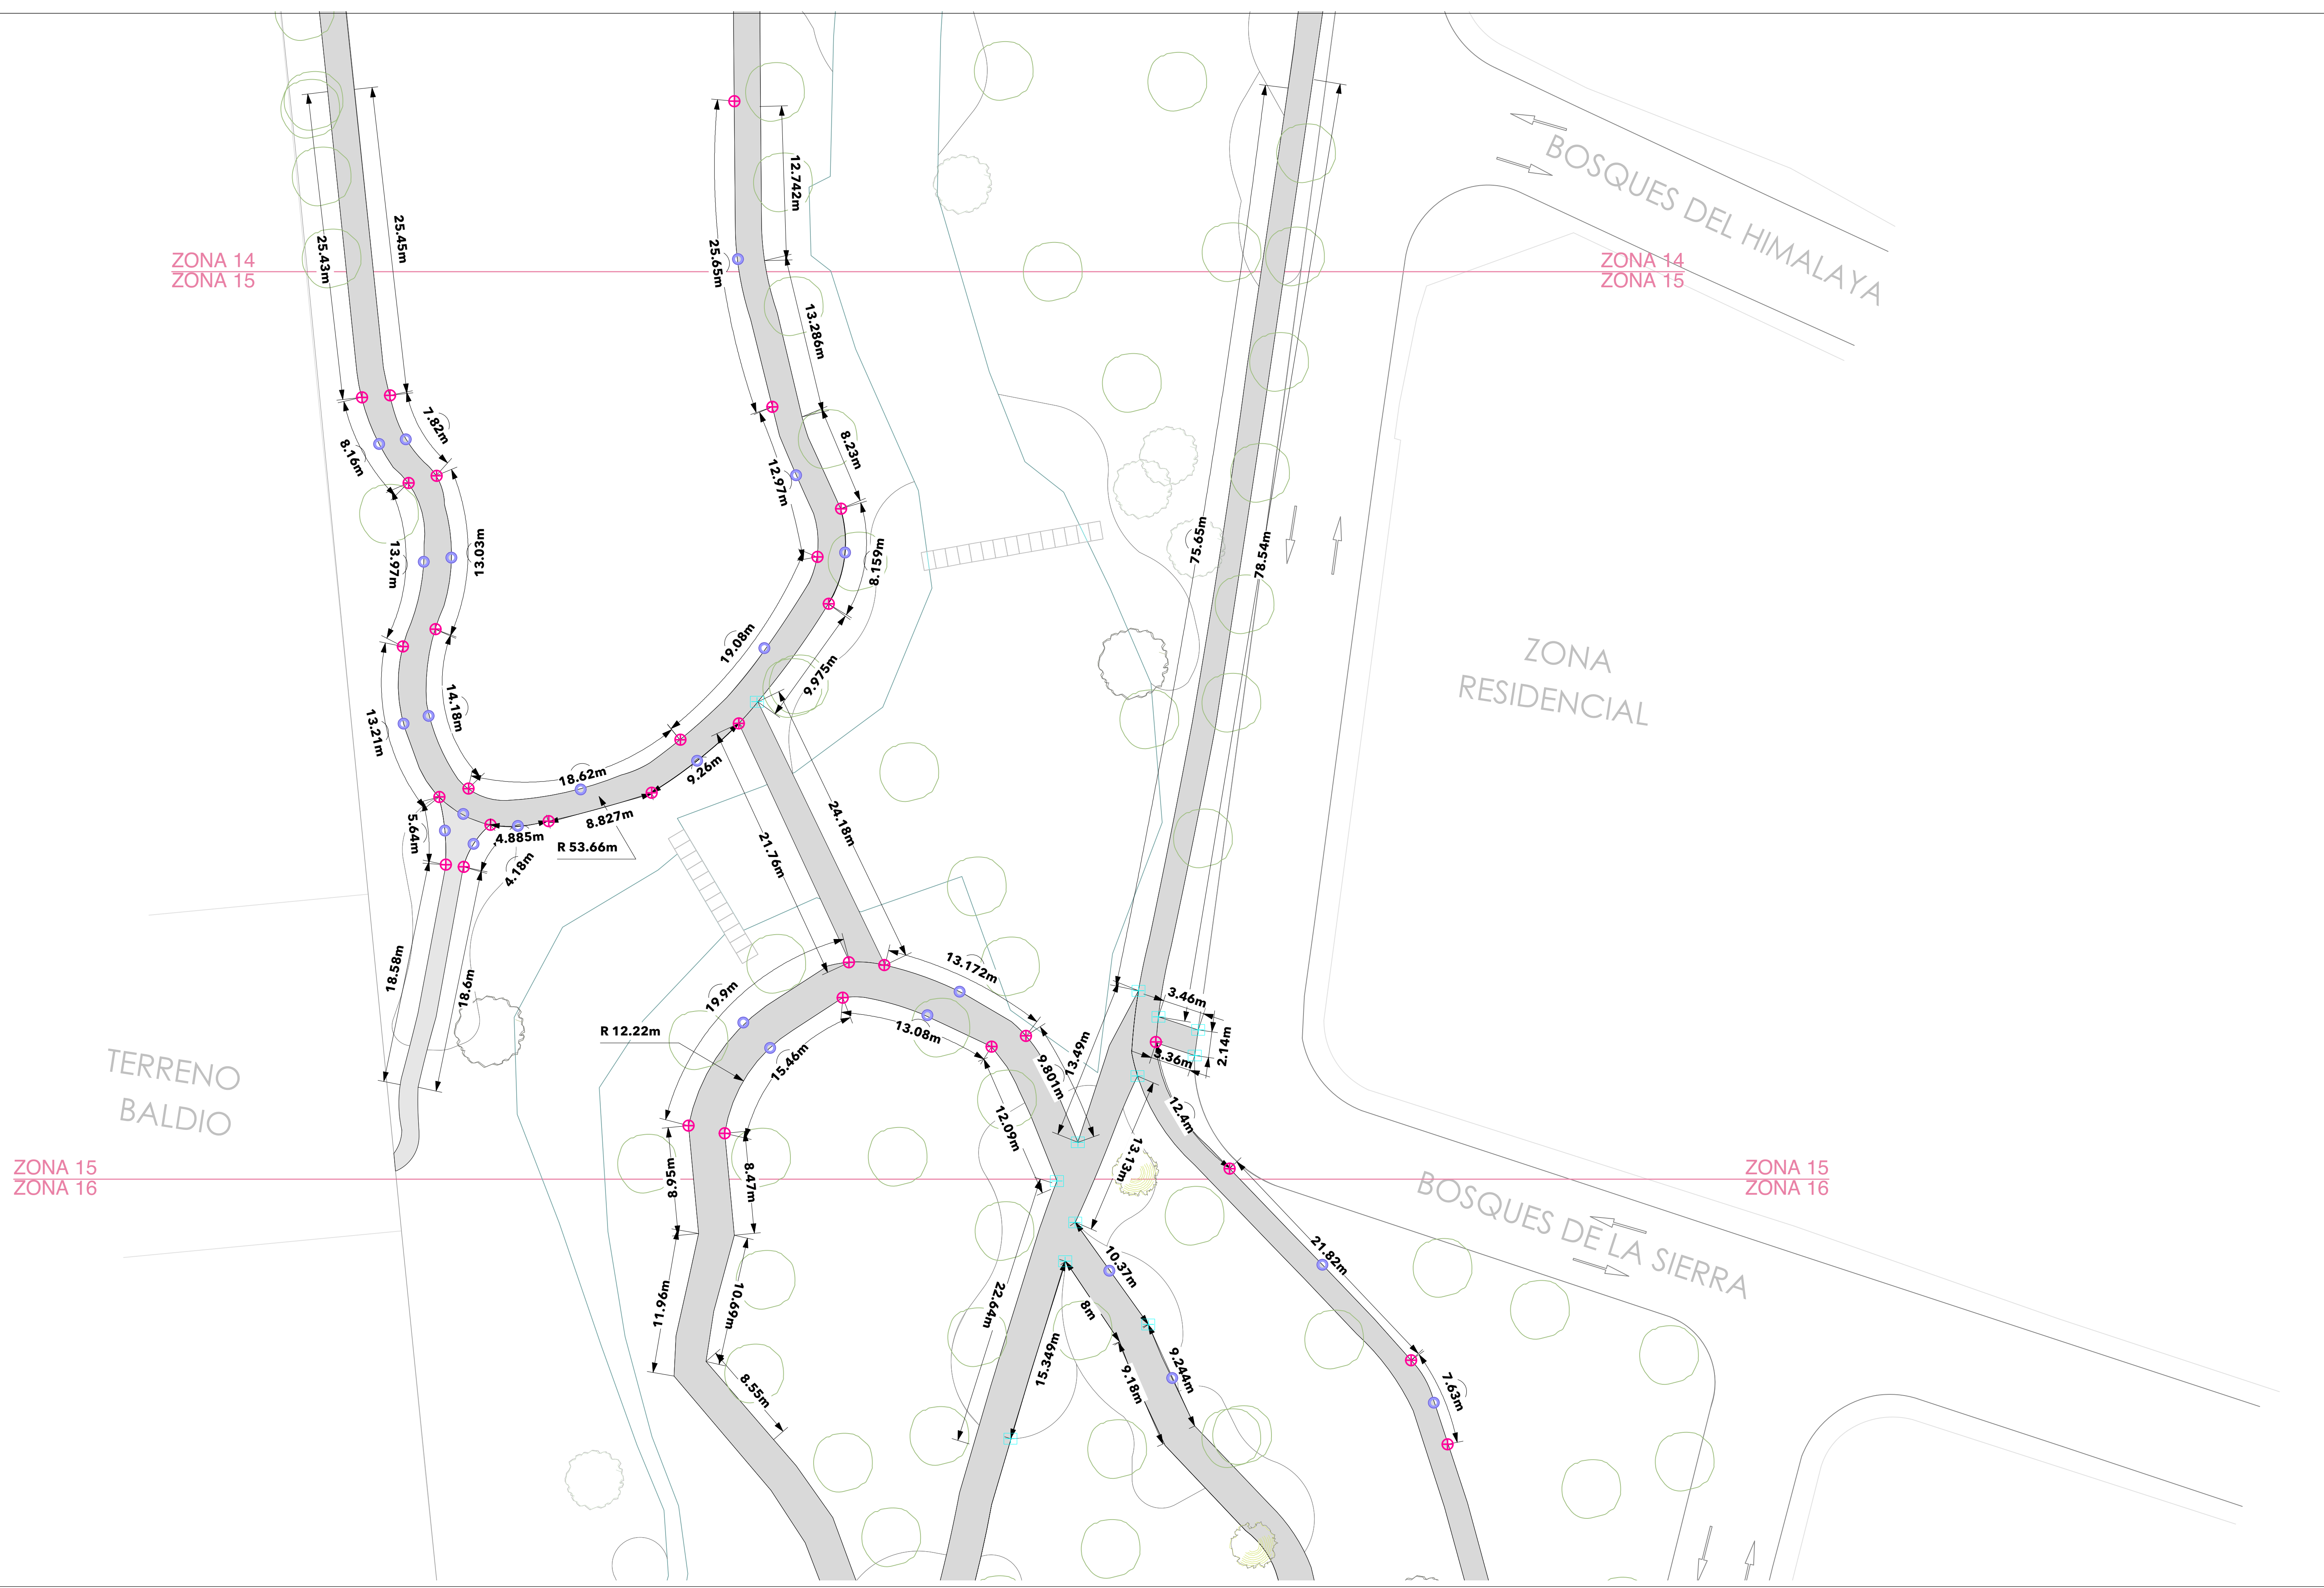 BOSQUES DEL HIMALAYA
12.742m
25.45m
25.43m
25.65m
ZONA 14
ZONA 15
ZONA 14
ZONA 15
13.286m
7.82m
8.16m
8.23m
12.97m
13.97m
13.03m
8.159m
75.65m
78.54m
19.08m
9.975m
ZONA
RESIDENCIAL
14.18m
13.21m
18.62m
9.26m
8.827m
4.885m
5.64m
R 53.66m
4.18m
24.18m
21.76m
18.58m
18.6m
13.172m
19.9m
3.46m
R 12.22m
13.08m
2.14m
3.36m
13.49m
9.801m
15.46m
TERRENO
BALDIO
12.4m
12.09m
13.13m
ZONA 15
ZONA 16
ZONA 15
ZONA 16
8.95m
8.47m
BOSQUES DE LA SIERRA
21.82m
10.37m
11.96m
10.69m
22.64m
8m
15.349m
9.244m
9.18m
8.55m
7.63m